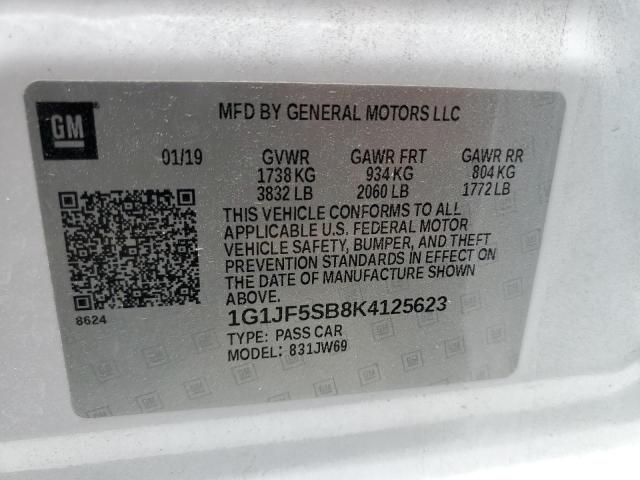 GM
MFD BY GENERAL MOTORS LLC
01/19 GVWR GAWR FRT GAWR RR
1738 KG 934 KG 804 KG
3832 LB 2060 LB 1772 LB
THIS VEHICLE CONFORMS TO ALL
APPLICABLE U.S. FEDERAL MOTOR
VEHICLE SAFETY, BUMPER, AND THEFT
PREVENTION STANDARDS IN EFFECT ON
THE DATE OF MANUFACTURE SHOWN
ABOVE.
8624
1G1JF5SB8K4125623
TYPE: PASS CAR
MODEL: 831JW69